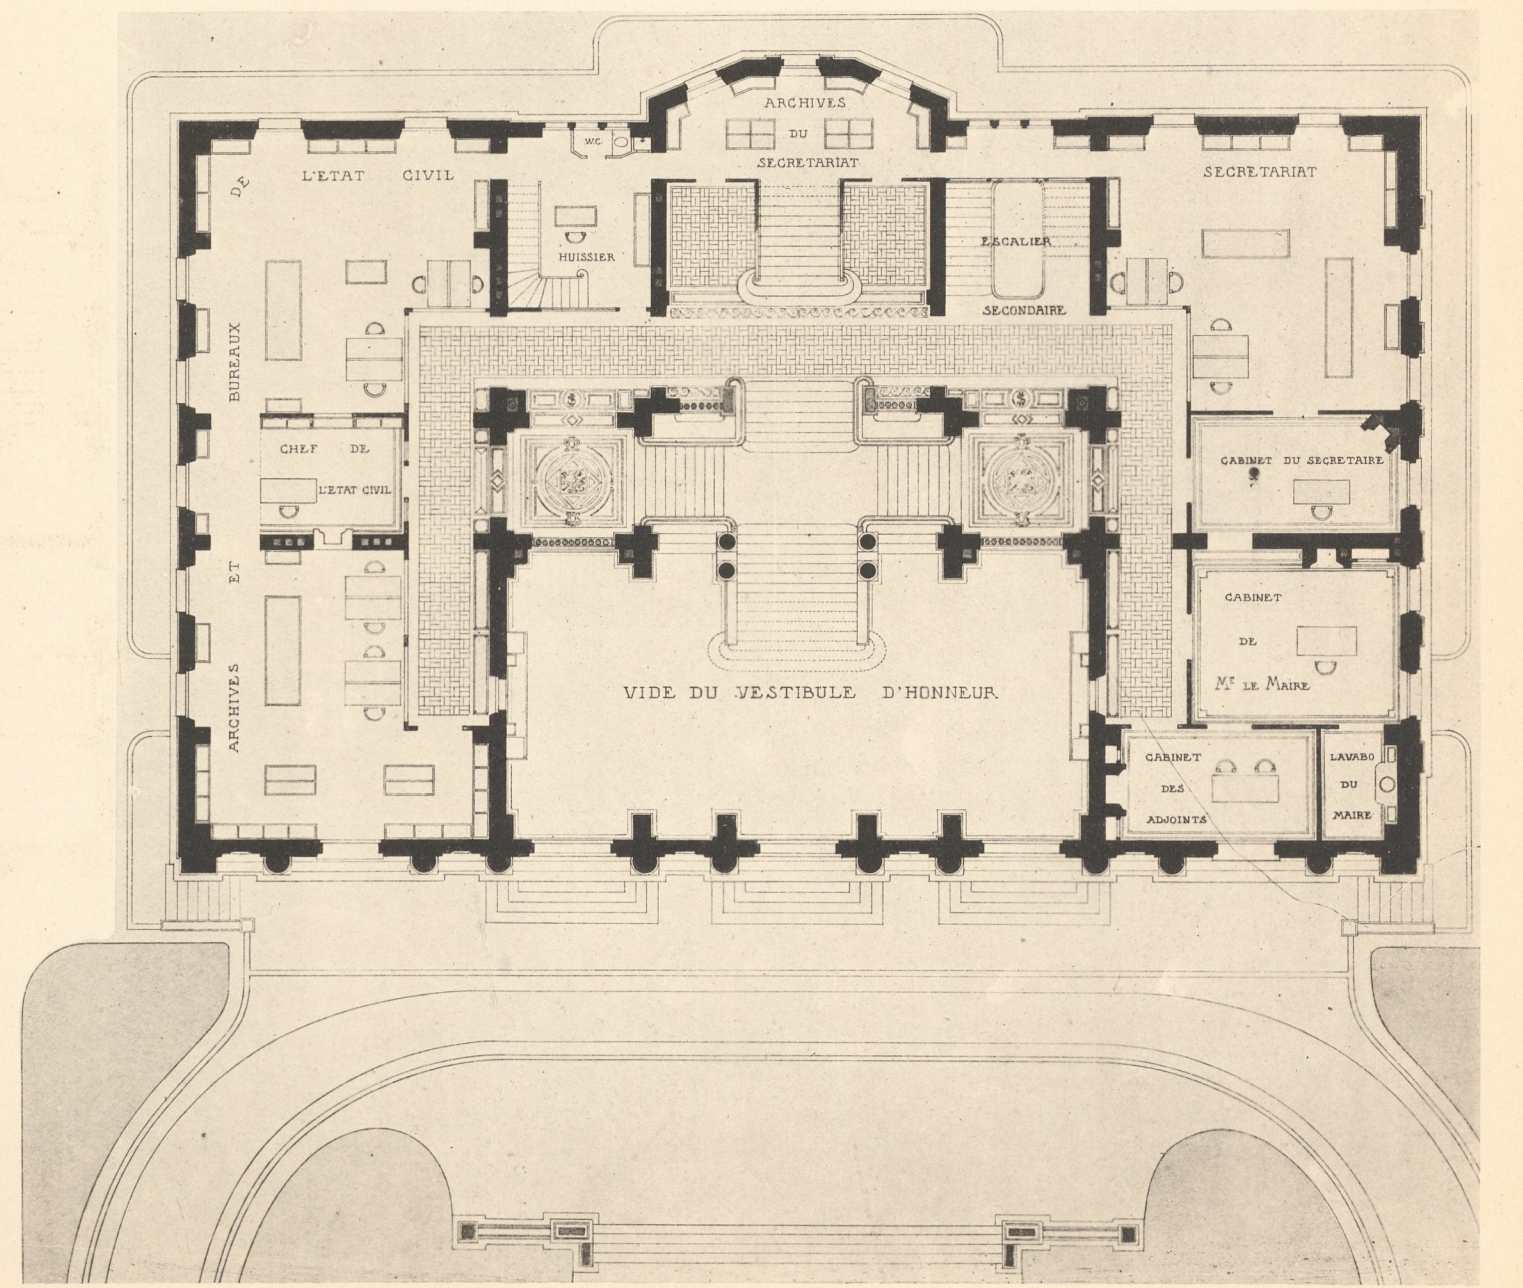 ARCHIVES
DU
SECRETARIAT
W.C.
DE
L'ETAT CIVIL
SECRETARIAT
HUISSIER
ESCALIER
SECONDAIRE
BUREAUX
CHEF DE
L'ETAT CIVIL
CABINET DU SECRETAIRE
ET
ARCHIVES
CABINET
DE
Mr LE MAIRE
VIDE DU VESTIBULE D'HONNEUR
CABINET
DES
ADJOINTS
LAVABO
DU
MAIRE